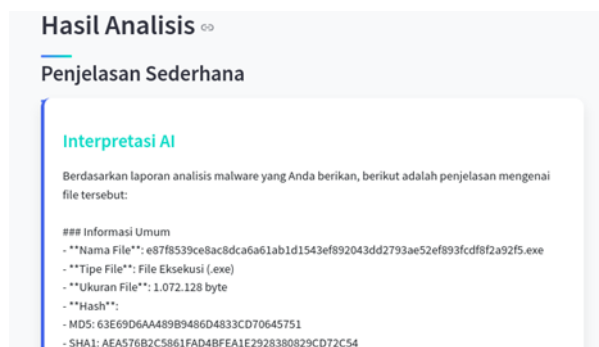 Hasil Analisis
Penjelasan Sederhana
Interpretasi AI
Berdasarkan laporan analisis malware yang Anda berikan, berikut adalah penjelasan mengenai
file tersebut:
### Informasi Umum
- **Nama File**: e87f8539ce8ac8dca6a61ab1d1543ef892043dd2793ae52ef893fcdf8f2a92f5.exe
- **Tipe File**: File Eksekusi (.exe)
- **Ukuran File**: 1.072.128 byte
- **Hash**:
- MD5: 63E69D6AA489B9486D4833CD70645751
- SHA1: AEA576B2C5861FAD4BFEA1E2928380829CD72C54